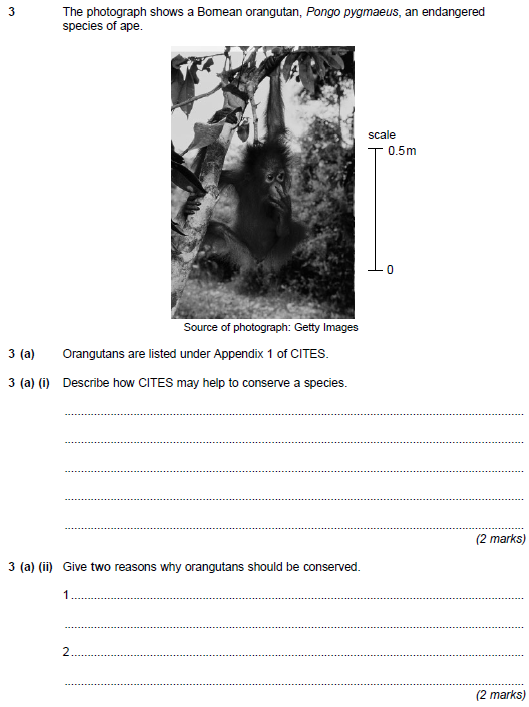 3 The photograph shows a Bornean orangutan, Pongo pygmaeus, an endangered
species of ape.
scale
0.5m
0
Source of photograph: Getty Images
3 (a) Orangutans are listed under Appendix 1 of CITES.
3 (a) (i) Describe how CITES may help to conserve a species.
(2 marks)
3 (a) (ii) Give two reasons why orangutans should be conserved.
1
2
(2 marks)